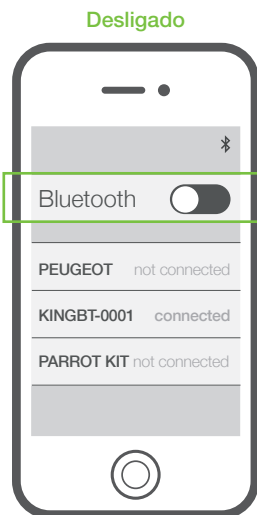 Desligado
Bluetooth
PEUGEOT not connected
KINGBT-0001 connected
PARROT KIT not connected